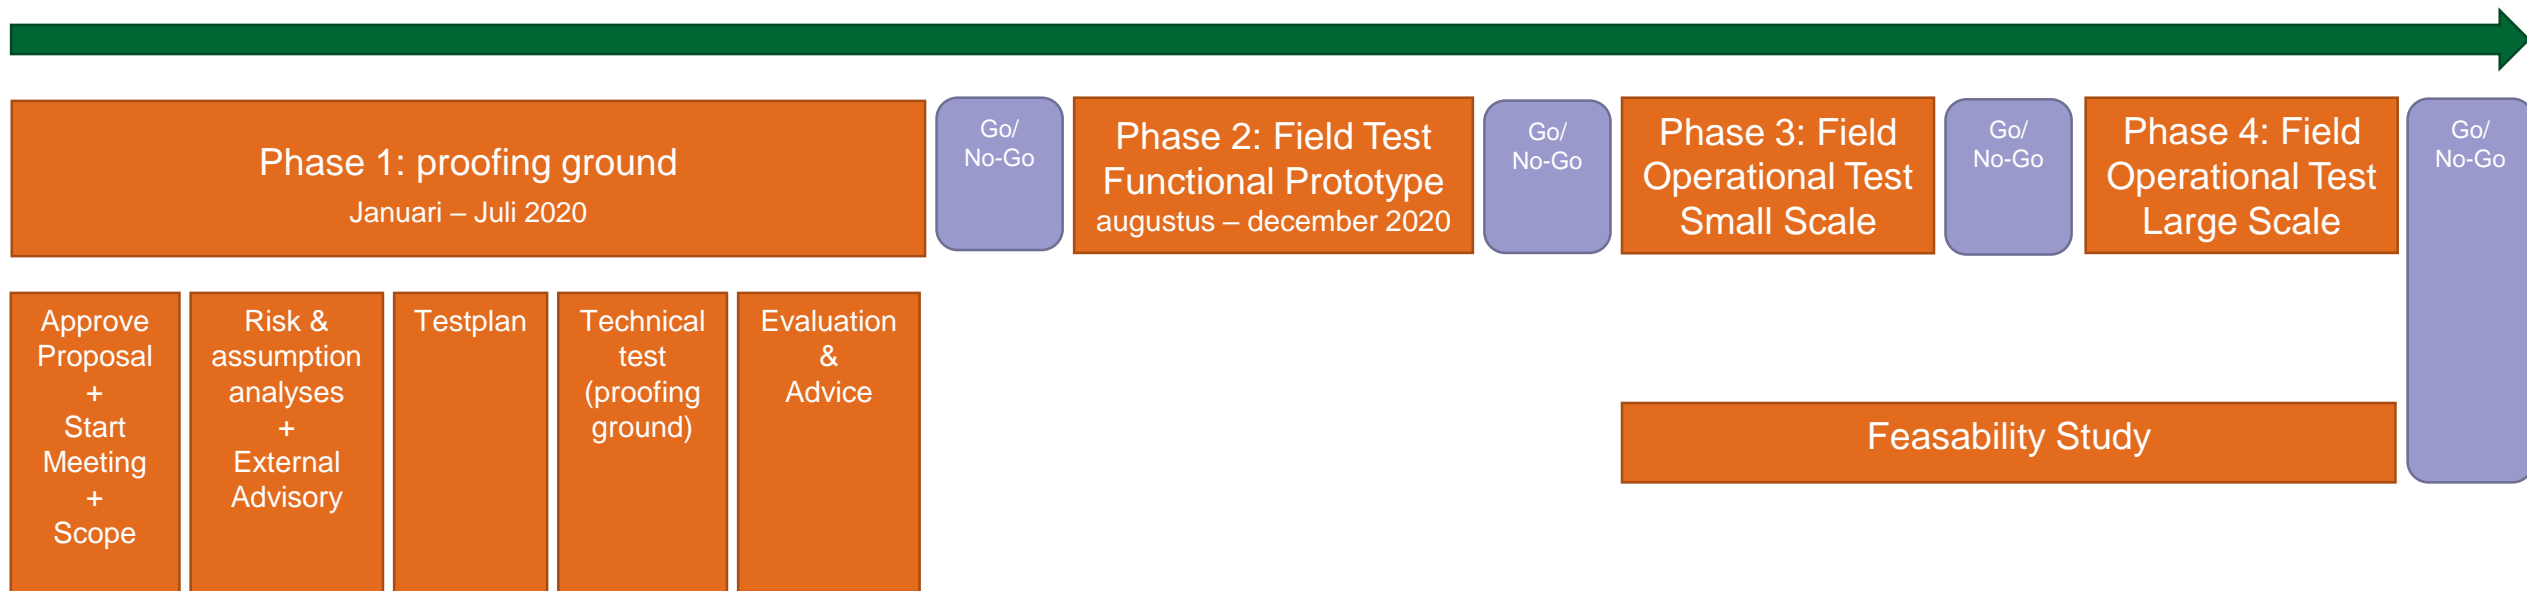 Phase 1: proofing ground
Januari – Juli 2020
Go/
No-Go
Phase 2: Field Test
Functional Prototype
augustus – december 2020
Go/
No-Go
Phase 3: Field
Operational Test
Small Scale
Go/
No-Go
Phase 4: Field
Operational Test
Large Scale
Go/
No-Go
Approve
Proposal
+
Start
Meeting
+
Scope
Risk &
assumption
analyses
+
External
Advisory
Testplan
Technical
test
(proofing
ground)
Evaluation
&
Advice
Feasability Study